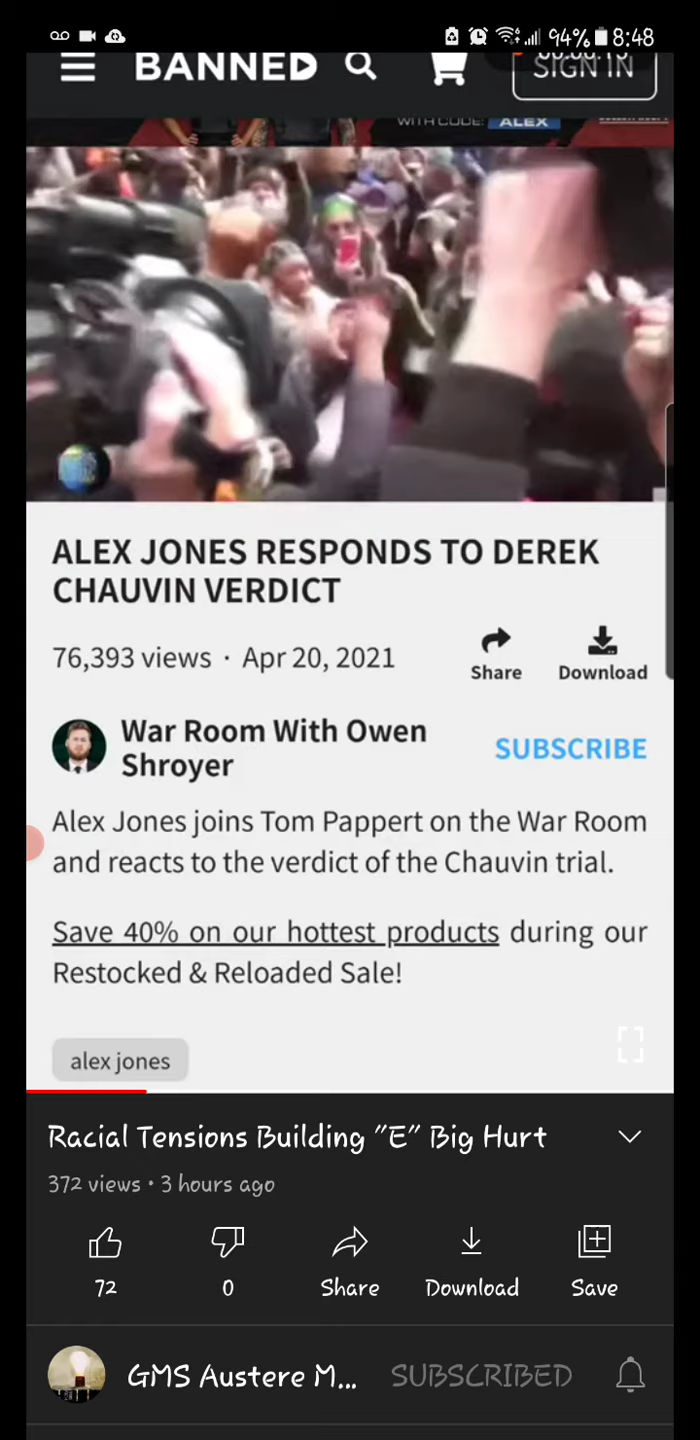 94% 8:48
BANNED
SIGN IN
WITH CODE: ALEX
ALEX JONES RESPONDS TO DEREK
CHAUVIN VERDICT
76,393 views · Apr 20, 2021
Share
Download
War Room With Owen
Shroyer
SUBSCRIBE
Alex Jones joins Tom Pappert on the War Room
and reacts to the verdict of the Chauvin trial.
Save 40% on our hottest products during our
Restocked & Reloaded Sale!
alex jones
Racial Tensions Building "E" Big Hurt
372 views • 3 hours ago
72 0 Share Download Save
GMS Austere M... SUBSCRIBED